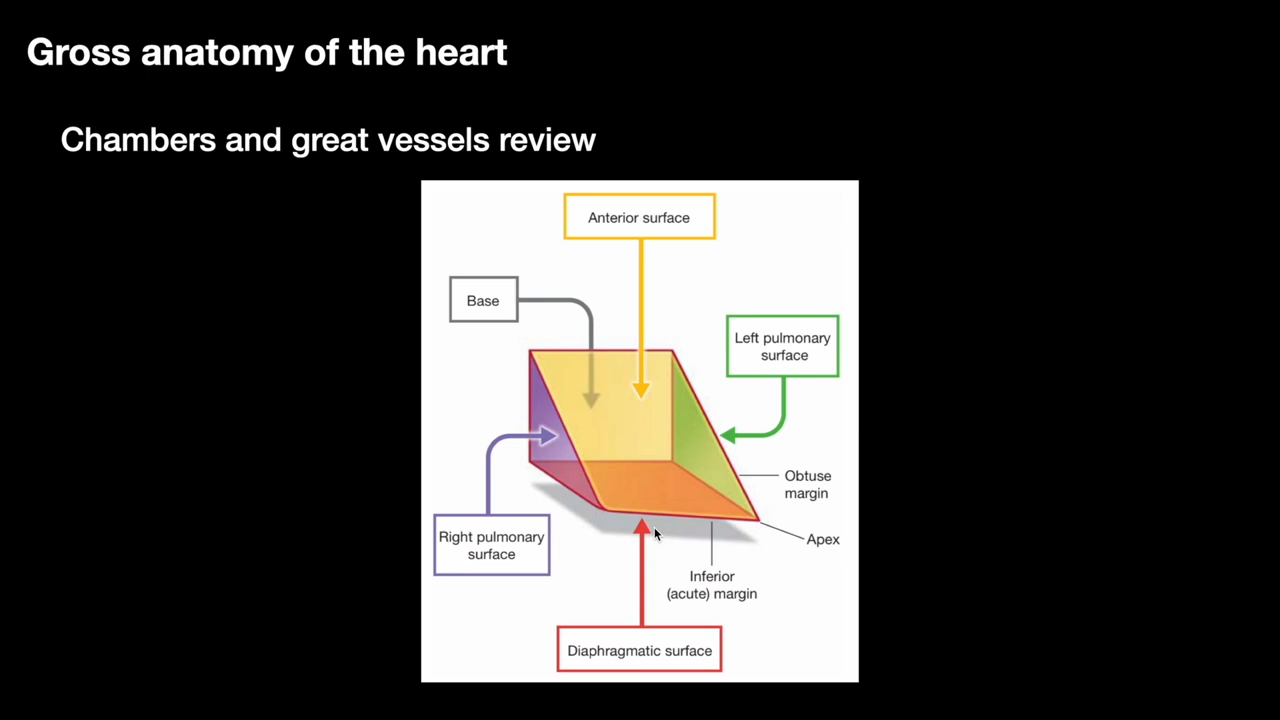 Gross anatomy of the heart
Chambers and great vessels review
Anterior surface
Base
Left pulmonary
surface
Obtuse
margin
Right pulmonary
surface
Apex
Inferior
(acute) margin
Diaphragmatic surface